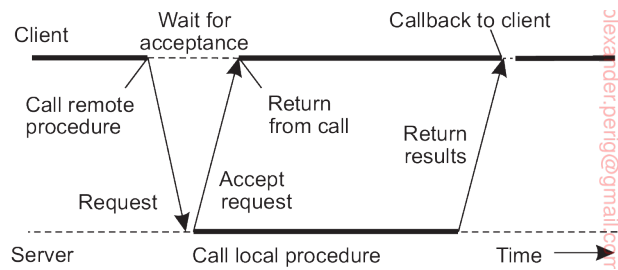 Client
Wait for
acceptance
Callback to client
Call remote
procedure
Return
from call
Return
results
Request
Accept
request
Server
Call local procedure
Time
alexander.perig@gmail.com